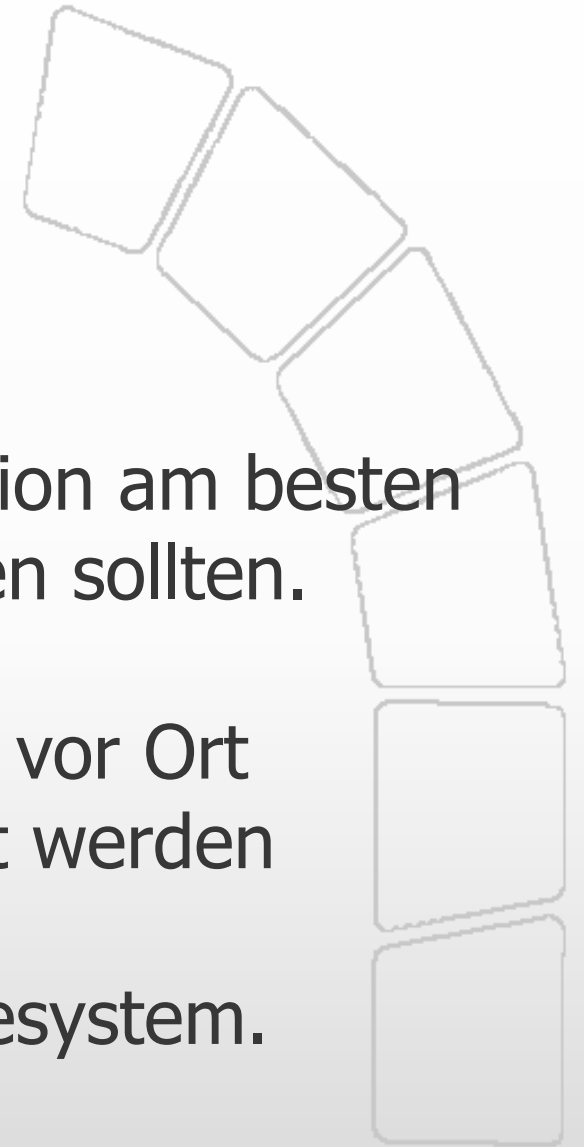 ion am besten
en sollten.
vor Ort
t werden
esystem.